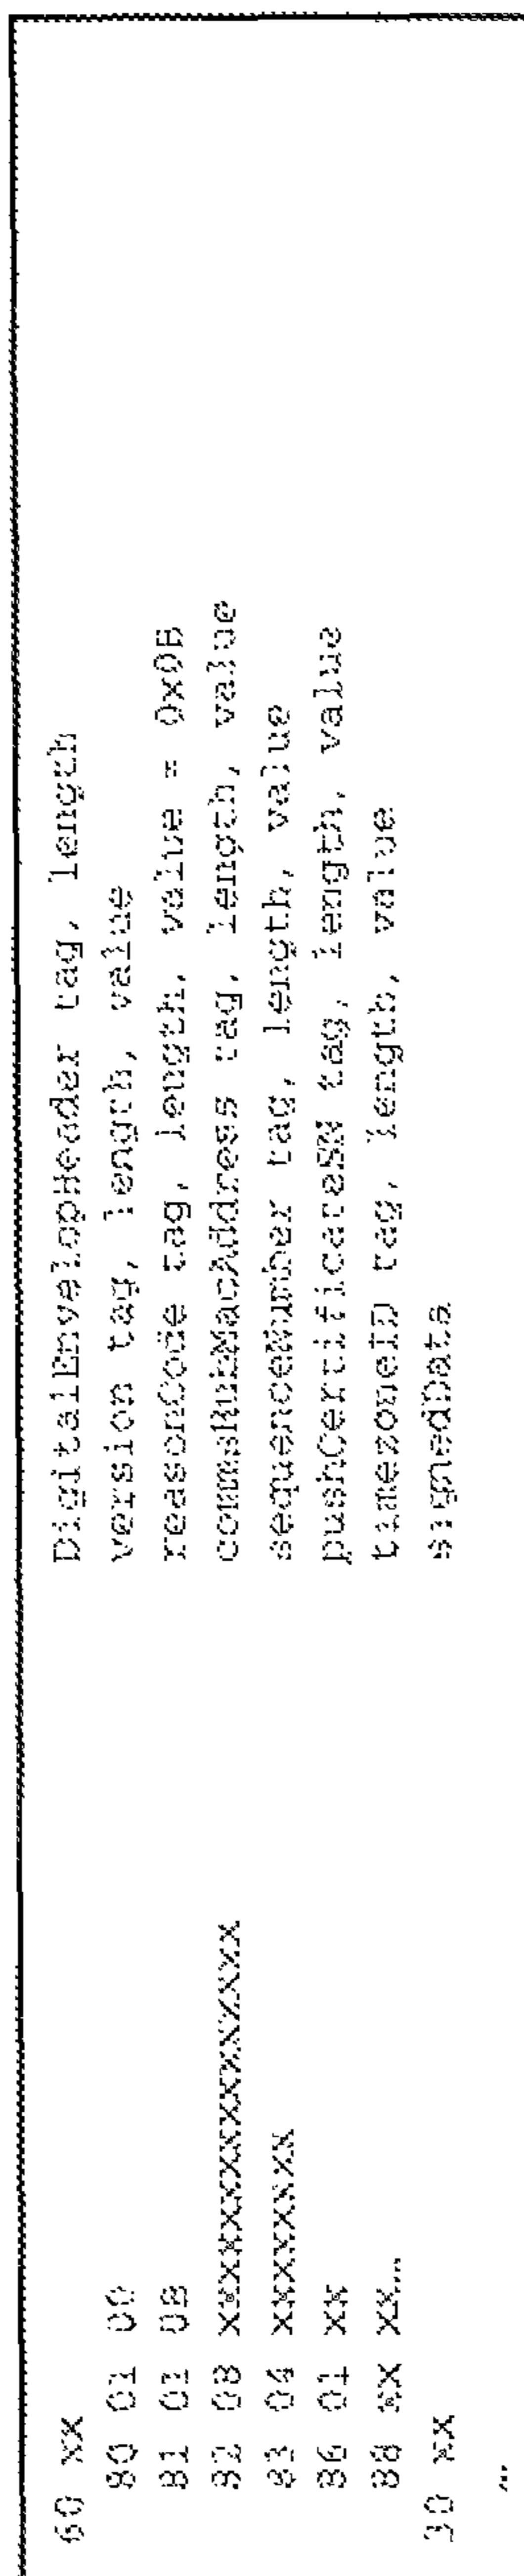 60 XX DigitalEnvelopHeader tag, length
80 01 00 version tag, length, value
81 01 0B reasonCode tag, length, value = 0x0B
82 08 XXXXXXXXXXXXXXXX commsHubMacAddress tag, length, value
83 04 XXXXXXXX sequenceNumber tag, length, value
86 01 XX pushCertificateSN tag, length, value
88 XX XX… timezoneID tag, length, value
30 XX signedData
…